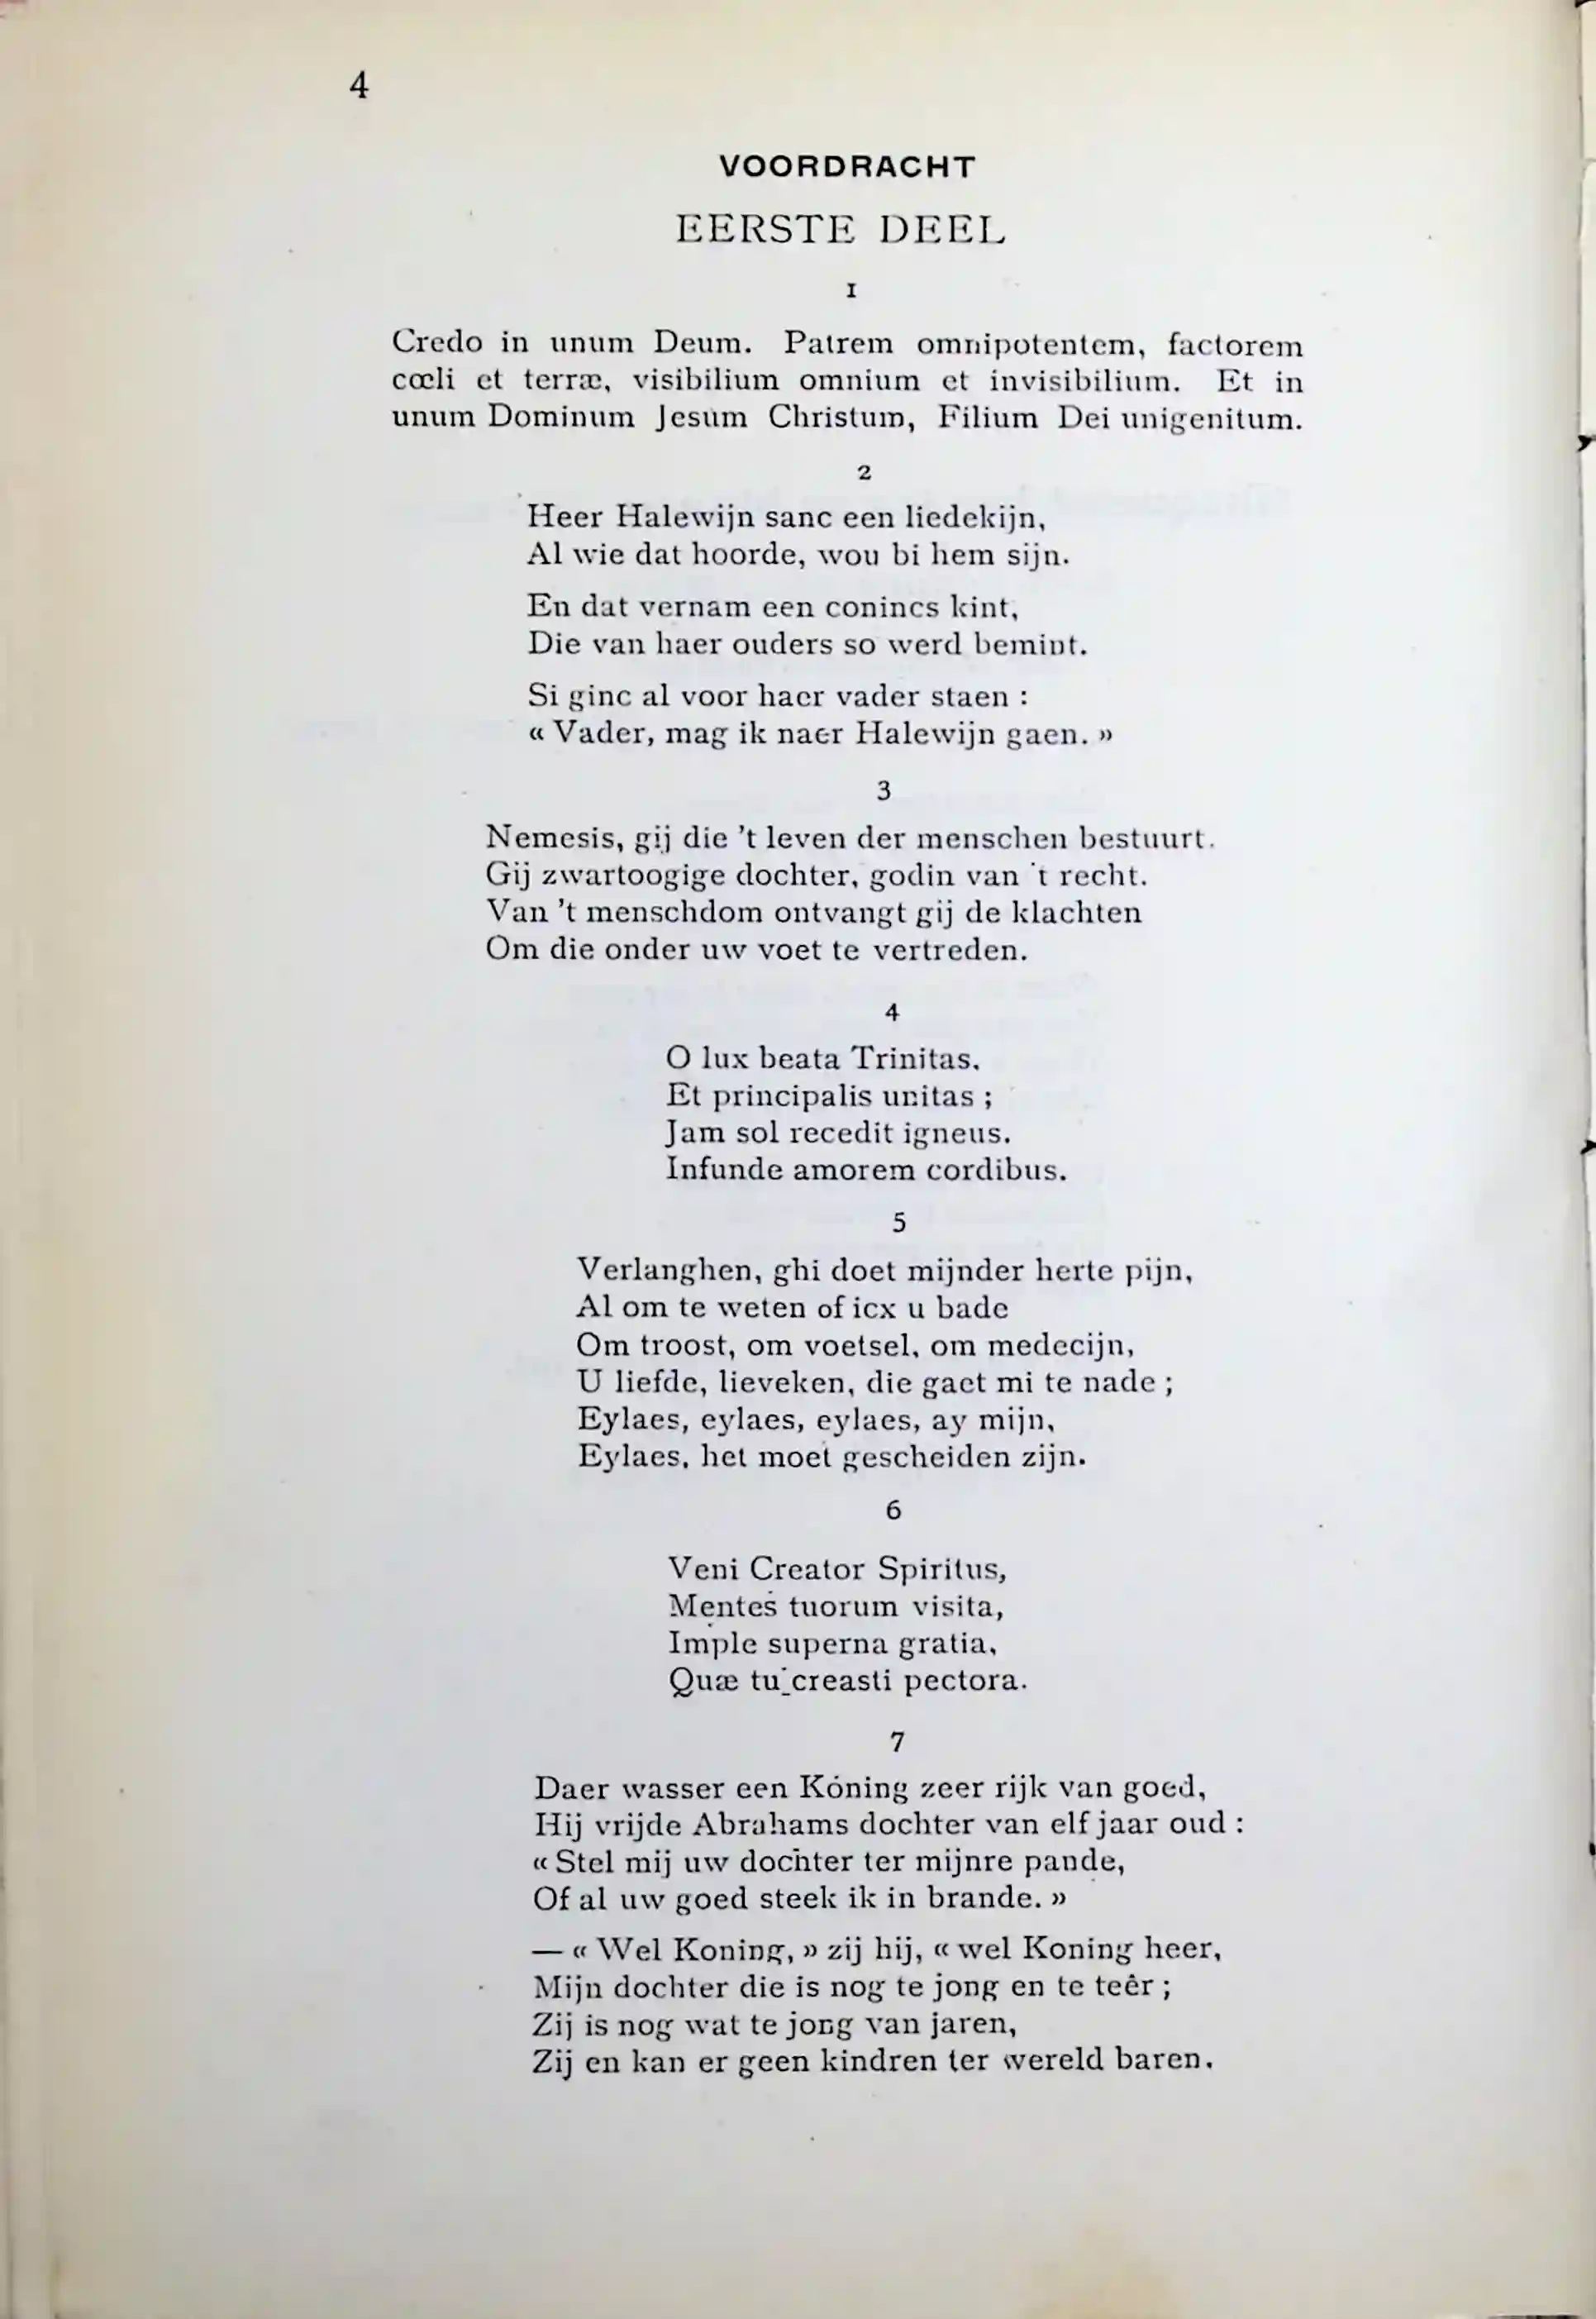 4
VOORDRACHT
EERSTE DEEL
1
Credo in unum Deum. Patrem omnipotentem, factorem
cœli et terræ, visibilium omnium et invisibilium. Et in
unum Dominum Jesum Christum, Filium Dei unigenitum.
2
Heer Halewijn sanc een liedekijn,
Al wie dat hoorde, wou bi hem sijn.
En dat vernam een conincs kint,
Die van haer ouders so werd bemint.
Si ginc al voor haer vader staen :
« Vader, mag ik naer Halewijn gaen. »
3
Nemesis, gij die 't leven der menschen bestuurt.
Gij zwartoogige dochter, godin van 't recht.
Van 't menschdom ontvangt gij de klachten
Om die onder uw voet te vertreden.
4
O lux beata Trinitas,
Et principalis unitas ;
Jam sol recedit igneus.
Infunde amorem cordibus.
5
Verlanghen, ghi doet mijnder herte pijn,
Al om te weten of icx u bade
Om troost, om voetsel, om medecijn,
U liefde, lieveken, die gaet mi te nade ;
Eylaes, eylaes, eylaes, ay mijn,
Eylaes, het moet gescheiden zijn.
6
Veni Creator Spiritus,
Mentes tuorum visita,
Imple superna gratia,
Quæ tu creasti pectora.
7
Daer wasser een Kóning zeer rijk van goed,
Hij vrijde Abrahams dochter van elf jaar oud :
« Stel mij uw dochter ter mijnre pande,
Of al uw goed steek ik in brande. »
— « Wel Koning, » zij hij, « wel Koning heer,
Mijn dochter die is nog te jong en te teêr ;
Zij is nog wat te jong van jaren,
Zij en kan er geen kindren ter wereld baren.